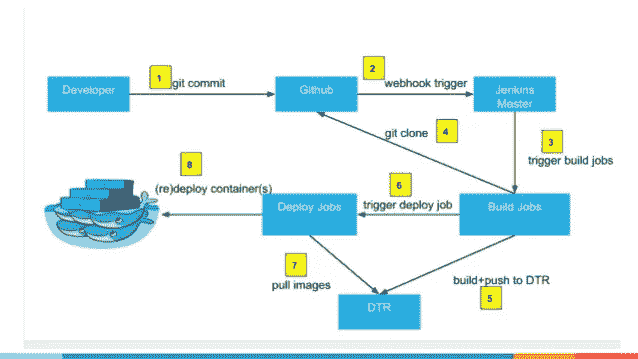 1
git commit
2
webhook trigger
Developer
Github
Jenkins
Master
git clone
4
3
trigger build jobs
8
(re)deploy container(s)
6
trigger deploy job
Deploy Jobs
Build Jobs
7
pull images
build+push to DTR
5
DTR